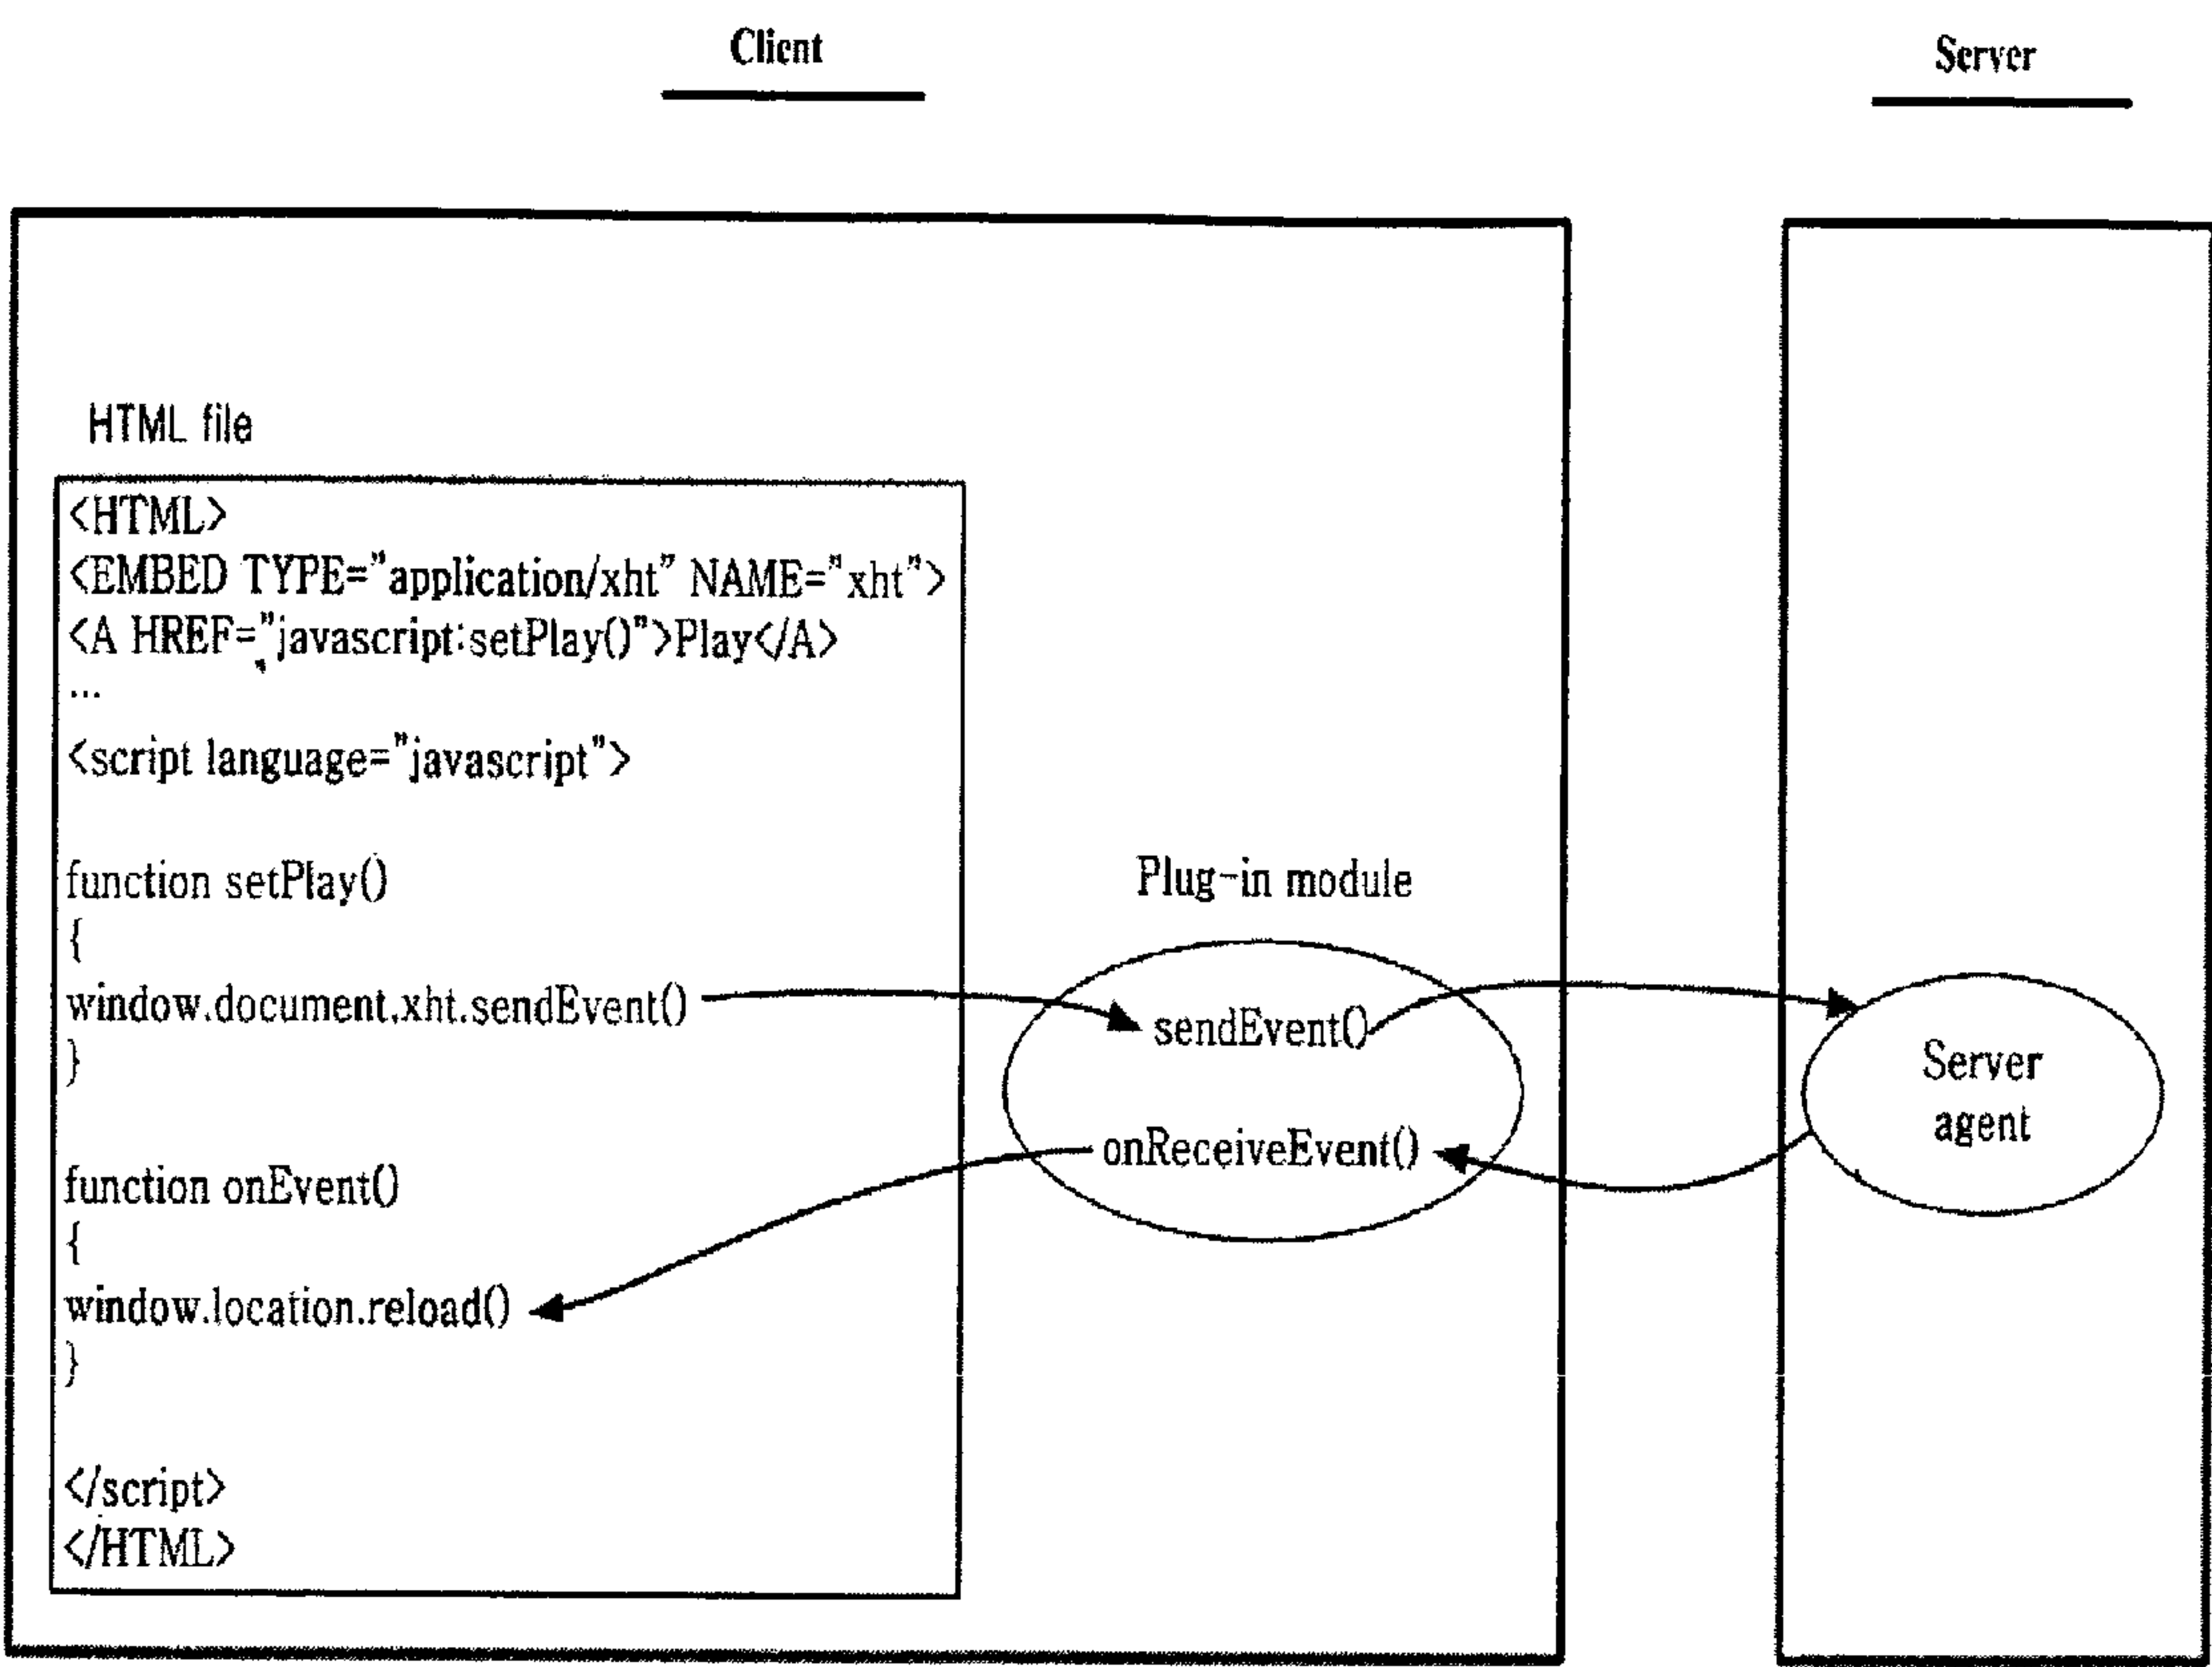 Client
Server
HTML file
<HTML>
<EMBED TYPE="application/xht" NAME="xht">
<A HREF="javascript:setPlay()">Play</A>
...
<script language="javascript">
function setPlay()
{
window.document.xht.sendEvent()
}
function onEvent()
{
window.location.reload()
}
</script>
</HTML>
Plug-in module
sendEvent()
onReceiveEvent()
Server
agent